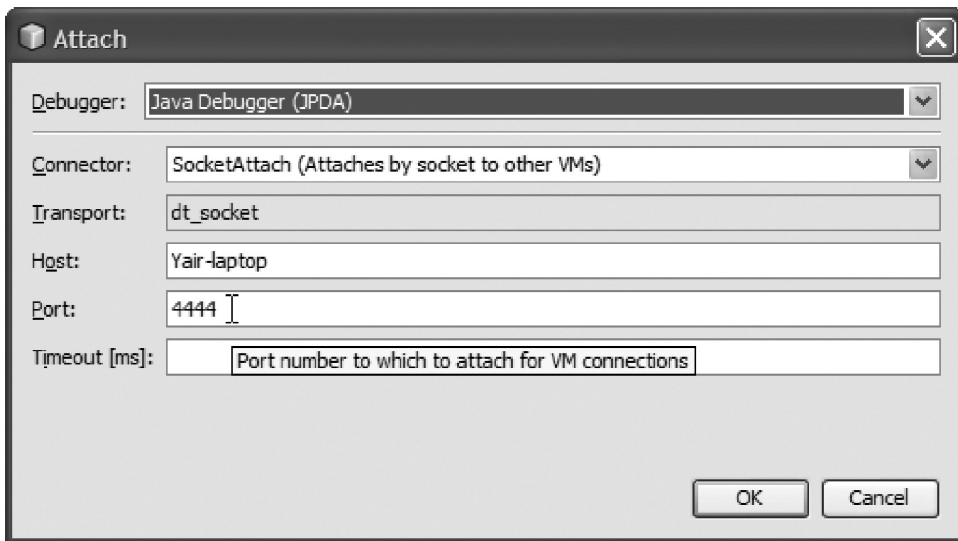 Attach
Debugger: Java Debugger (JPDA)
Connector: SocketAttach (Attaches by socket to other VMs)
Transport: dt_socket
Host: Yair-laptop
Port: 4444
Timeout [ms]:
Port number to which to attach for VM connections
OK Cancel